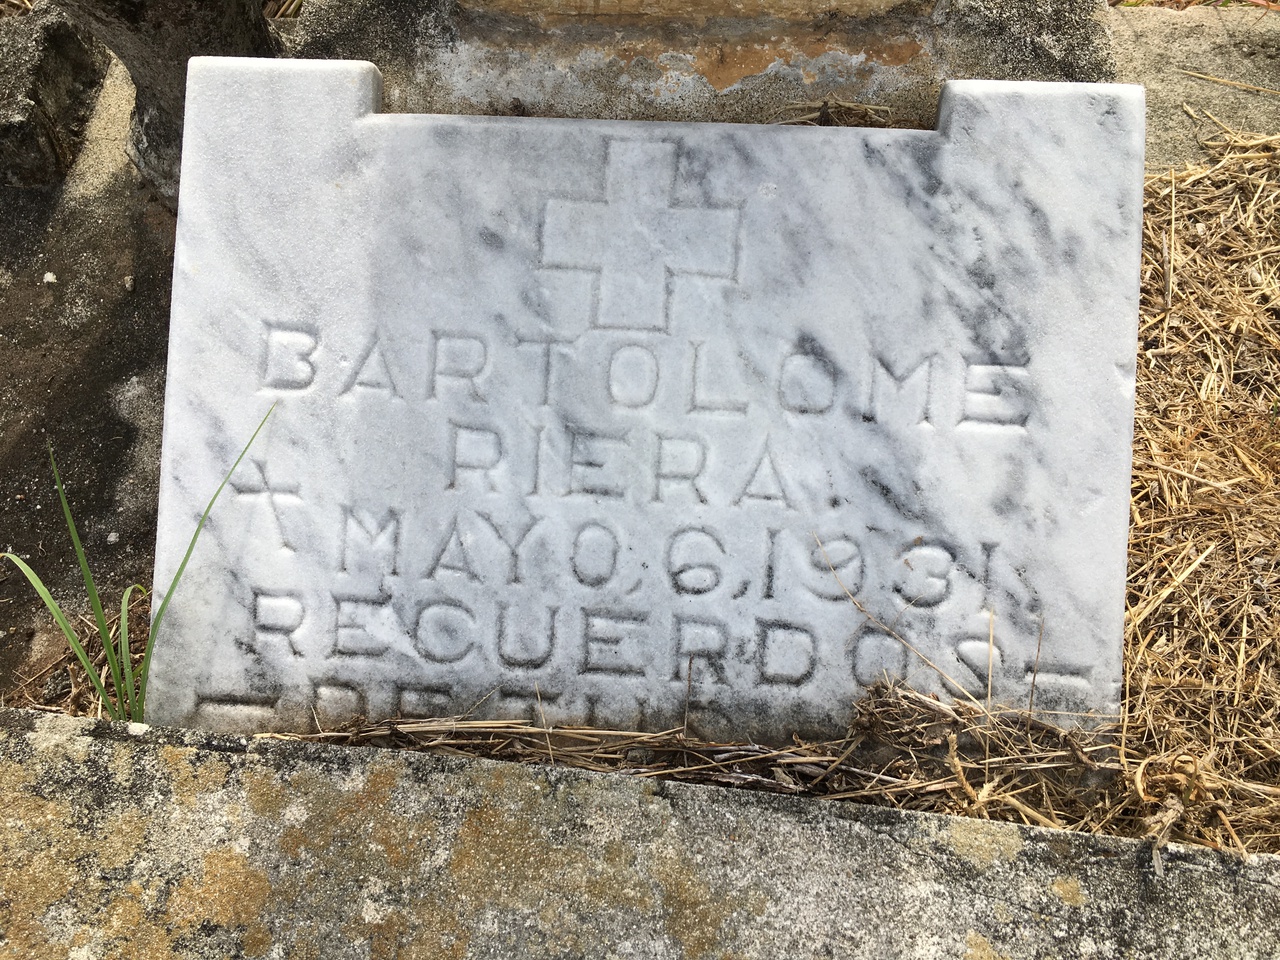 BARTOLOME
RIERA.
✝ MAYO, 6, 1931
RECUERDOS-